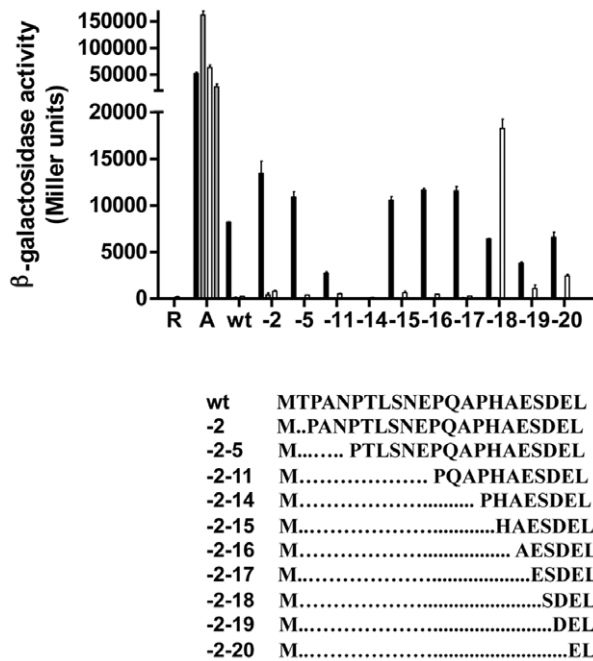 β-galactosidase activity
(Miller units)
150000
100000
50000
20000
15000
10000
5000
0
R A wt -2 -5 -11 -14 -15 -16 -17 -18 -19 -20
wt MTPANPTLSNEPQAPHAESDEL
-2 M..PANPTLSNEPQAPHAESDEL
-2-5 M...….. PTLSNEPQAPHAESDEL
-2-11 M……………….. PQAPHAESDEL
-2-14 M………………........... PHAESDEL
-2-15 M..………………...............HAESDEL
-2-16 M………………................. AESDEL
-2-17 M..………………....................ESDEL
-2-18 M...………………......................SDEL
-2-19 M..………………........................DEL
-2-20 M...………………..........................EL